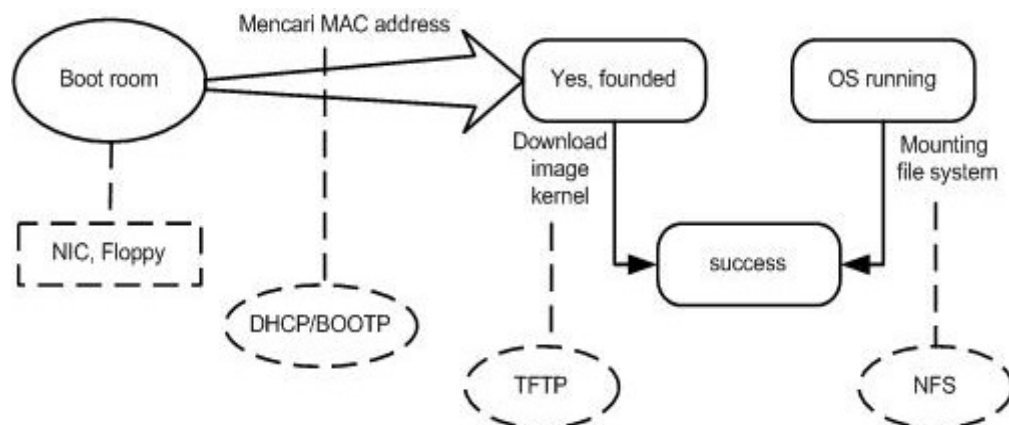 Mencari MAC address
Boot room
Yes, founded
OS running
Download
image
kernel
Mounting
file system
NIC, Floppy
success
DHCP/BOOTP
TFTP
NFS